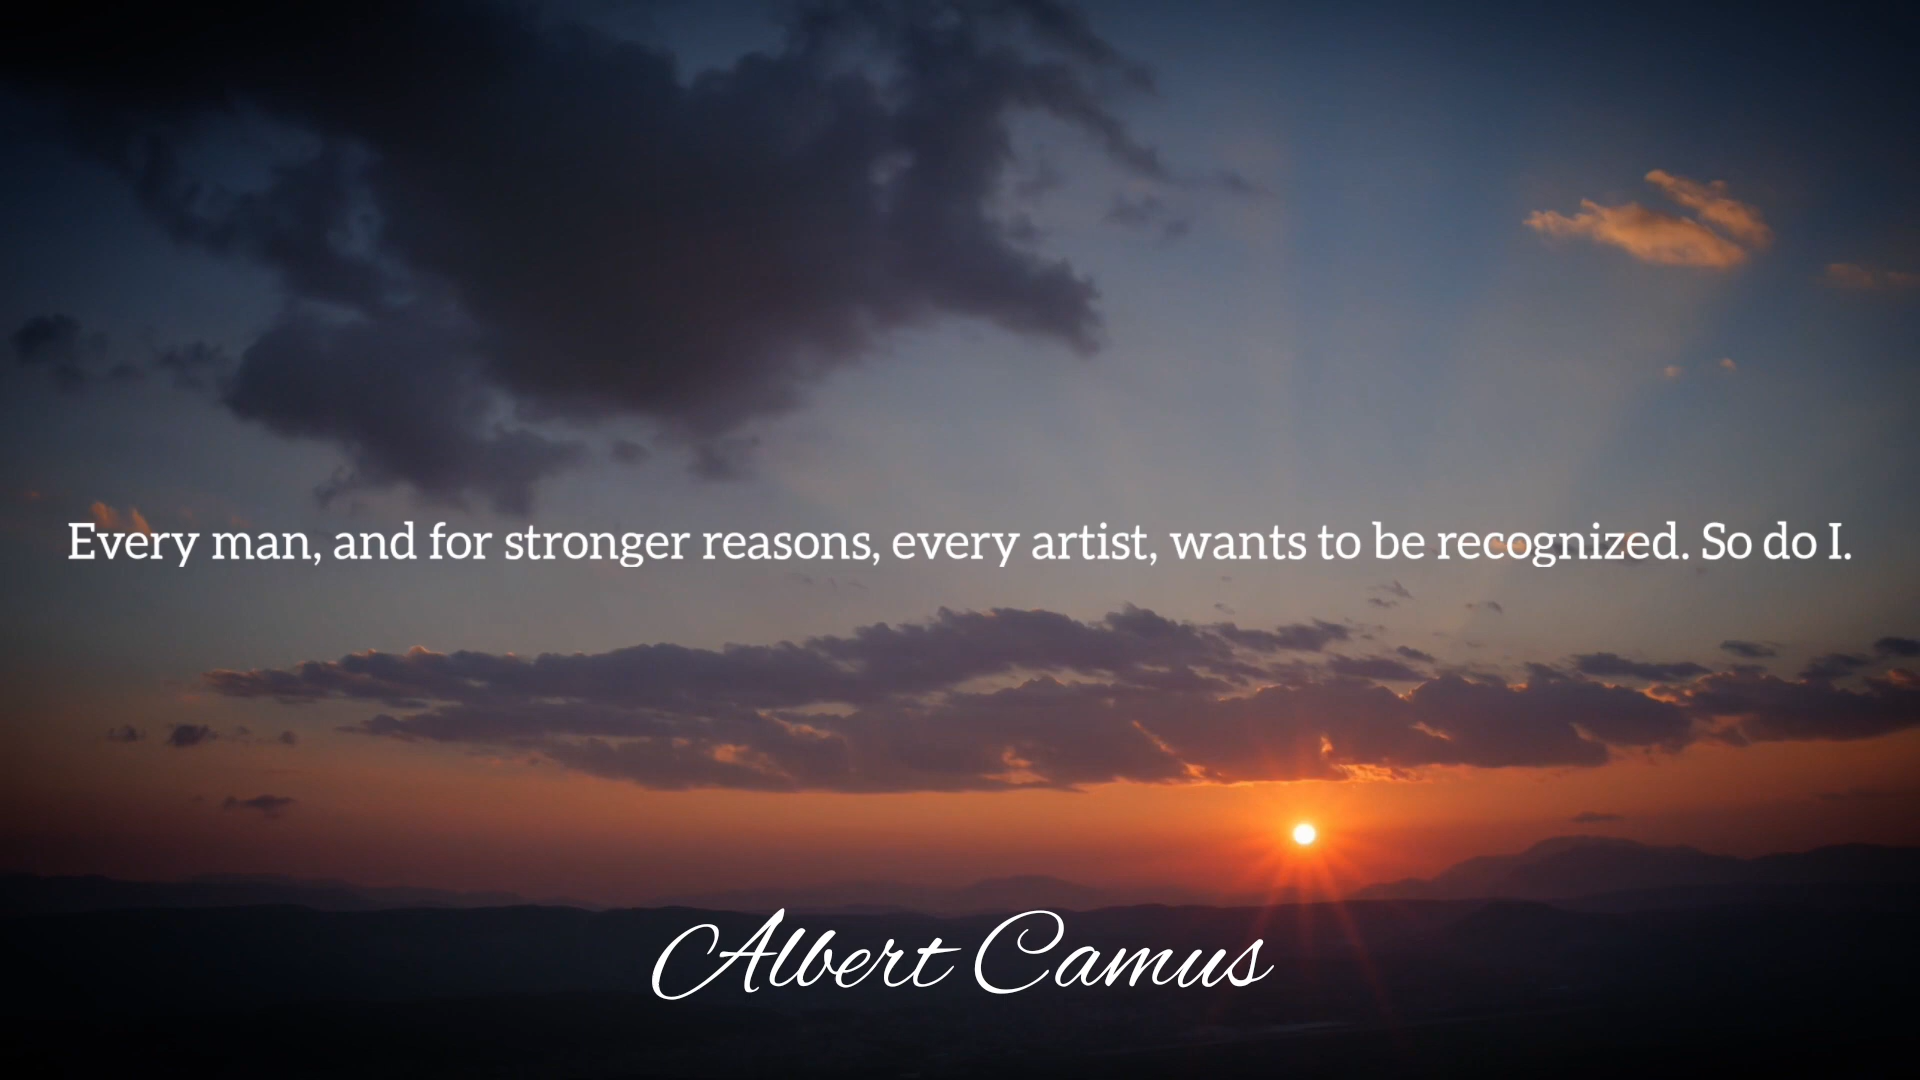 Every man, and for stronger reasons, every artist, wants to be recognized. So do I.
Albert Camus